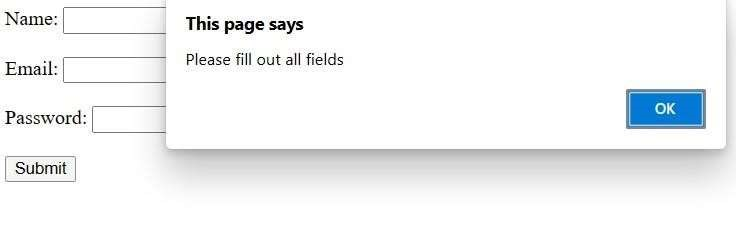 Name:
Email:
Password:
Submit
This page says
Please fill out all fields
OK